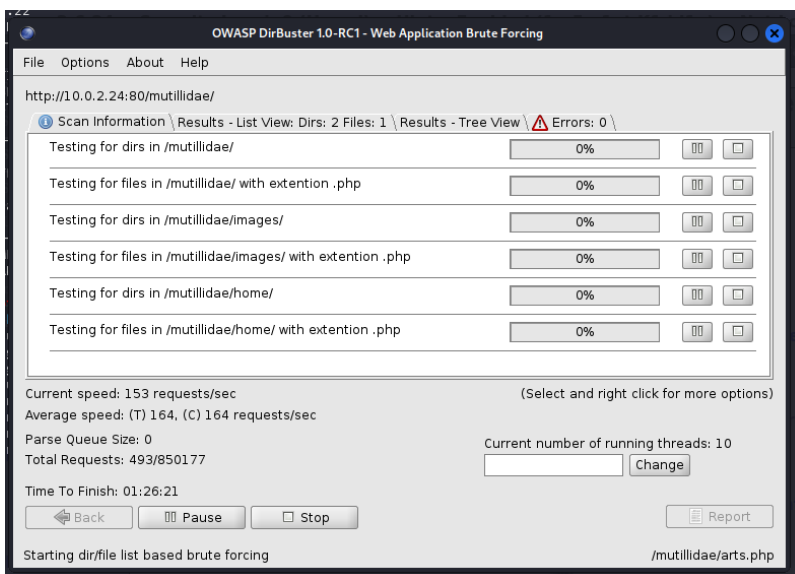 .22
OWASP DirBuster 1.0-RC1 - Web Application Brute Forcing
File Options About Help
http://10.0.2.24:80/mutillidae/
Scan Information Results - List View: Dirs: 2 Files: 1 Results - Tree View Errors: 0
Testing for dirs in /mutillidae/ 0%
Testing for files in /mutillidae/ with extention .php 0%
Testing for dirs in /mutillidae/images/ 0%
Testing for files in /mutillidae/images/ with extention .php 0%
Testing for dirs in /mutillidae/home/ 0%
Testing for files in /mutillidae/home/ with extention .php 0%
Current speed: 153 requests/sec (Select and right click for more options)
Average speed: (T) 164, (C) 164 requests/sec
Parse Queue Size: 0
Current number of running threads: 10
Total Requests: 493/850177
Change
Time To Finish: 01:26:21
Back Pause Stop Report
Starting dir/file list based brute forcing /mutillidae/arts.php